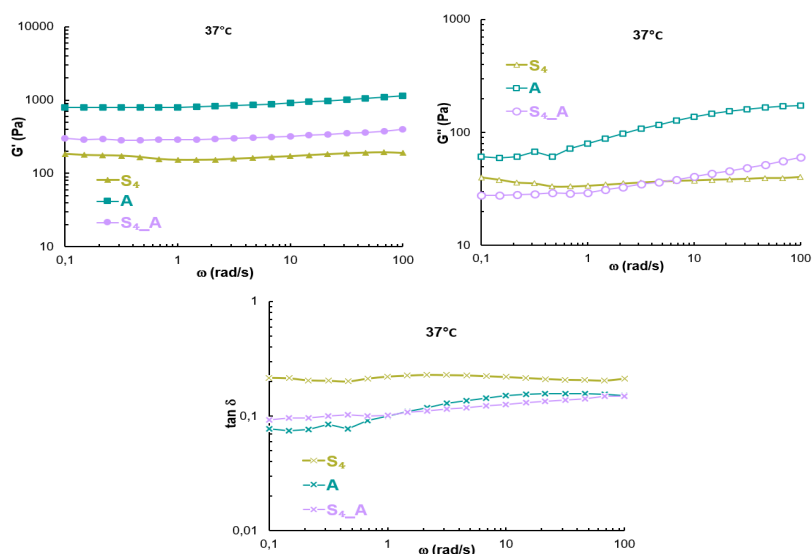 37°C
10000
1000
100
10
G' (Pa)
S₄
A
S₄_A
0,1
1
10
100
ω (rad/s)
37°C
1000
100
10
G'' (Pa)
S₄
A
S₄_A
0,1
1
10
100
ω (rad/s)
37°C
1
0,1
0,01
tan δ
S₄
A
S₄_A
0,1
1
10
100
ω (rad/s)